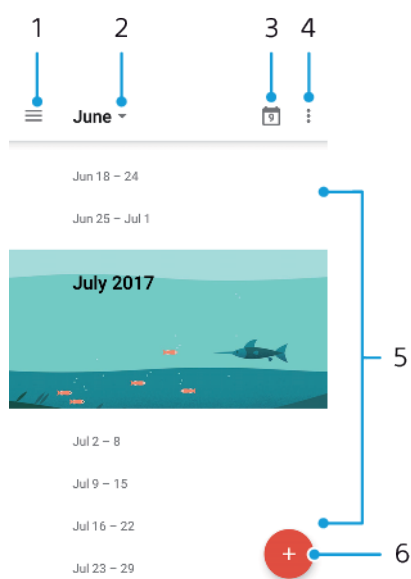 1 2 3 4
June 9
Jun 18 – 24
Jun 25 – Jul 1
July 2017
5
Jul 2 – 8
Jul 9 – 15
Jul 16 – 22
+ 6
Jul 23 – 29